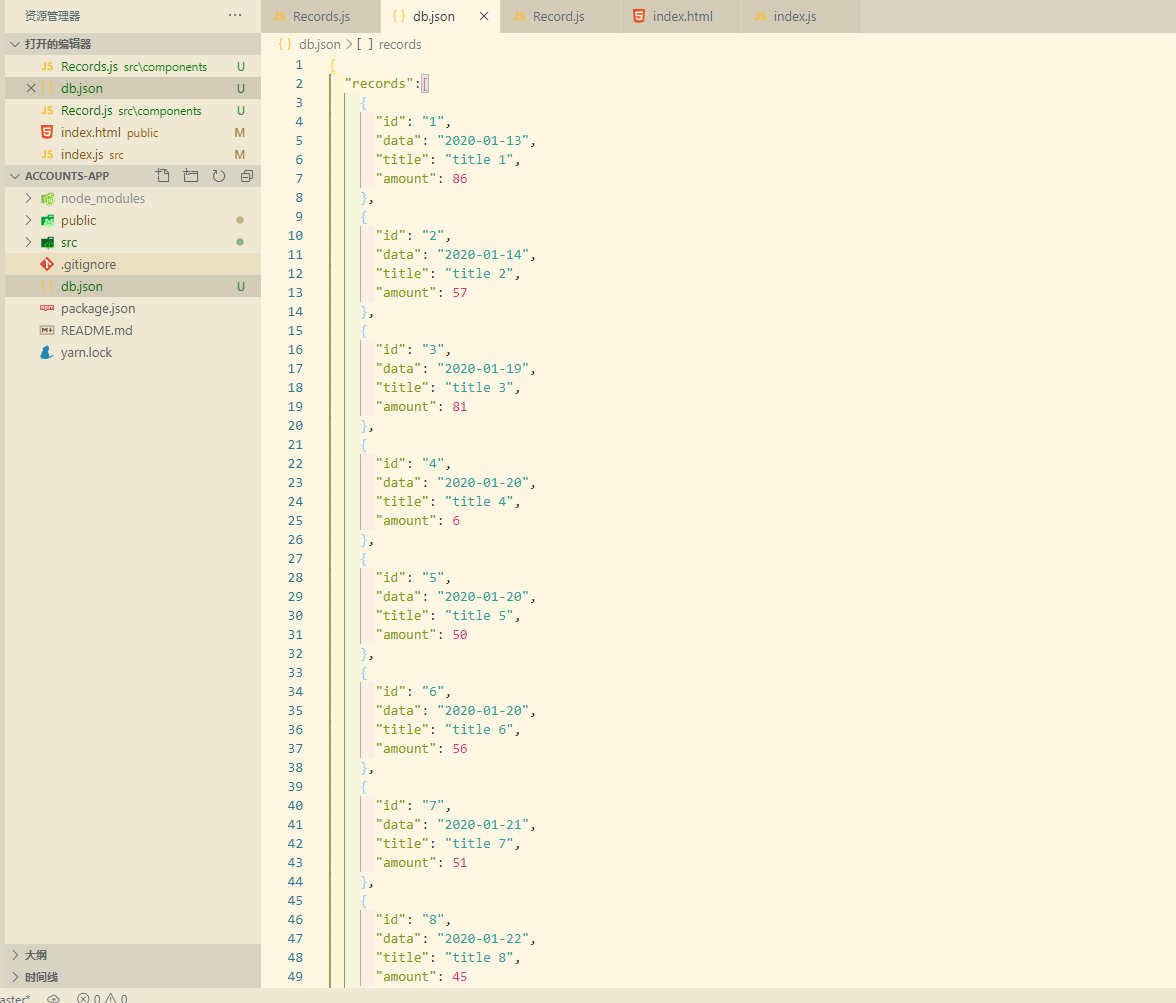 资源管理器
···
打开的编辑器
JS Records.js src\components U
{ } db.json U
JS Record.js src\components U
index.html public M
JS index.js src M
ACCOUNTS-APP
node_modules
public
src
.gitignore
{ } db.json U
package.json
README.md
yarn.lock
大纲
时间线
JS Records.js
{ } db.json
JS Record.js
index.html
JS index.js
{ } db.json > [ ] records
1 {
2 "records":[
3 {
4 "id": "1",
5 "data": "2020-01-13",
6 "title": "title 1",
7 "amount": 86
8 },
9 {
10 "id": "2",
11 "data": "2020-01-14",
12 "title": "title 2",
13 "amount": 57
14 },
15 {
16 "id": "3",
17 "data": "2020-01-19",
18 "title": "title 3",
19 "amount": 81
20 },
21 {
22 "id": "4",
23 "data": "2020-01-20",
24 "title": "title 4",
25 "amount": 6
26 },
27 {
28 "id": "5",
29 "data": "2020-01-20",
30 "title": "title 5",
31 "amount": 50
32 },
33 {
34 "id": "6",
35 "data": "2020-01-20",
36 "title": "title 6",
37 "amount": 56
38 },
39 {
40 "id": "7",
41 "data": "2020-01-21",
42 "title": "title 7",
43 "amount": 51
44 },
45 {
46 "id": "8",
47 "data": "2020-01-22",
48 "title": "title 8",
49 "amount": 45
aster* 0 0